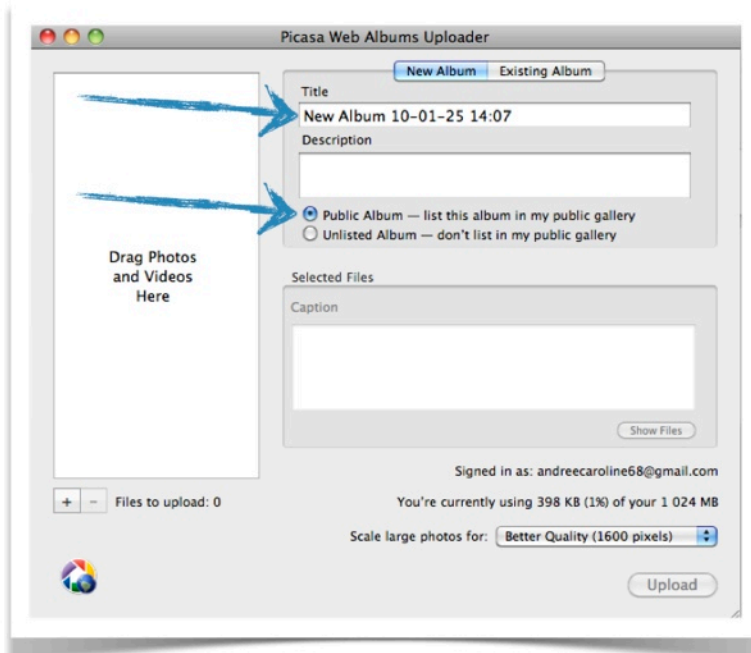 Picasa Web Albums Uploader
New Album Existing Album
Title
New Album 10-01-25 14:07
Description
Public Album — list this album in my public gallery
Unlisted Album — don't list in my public gallery
Drag Photos
and Videos
Here
Selected Files
Caption
Show Files
Signed in as: andreecaroline68@gmail.com
+ − Files to upload: 0
You're currently using 398 KB (1%) of your 1 024 MB
Scale large photos for: Better Quality (1600 pixels)
Upload